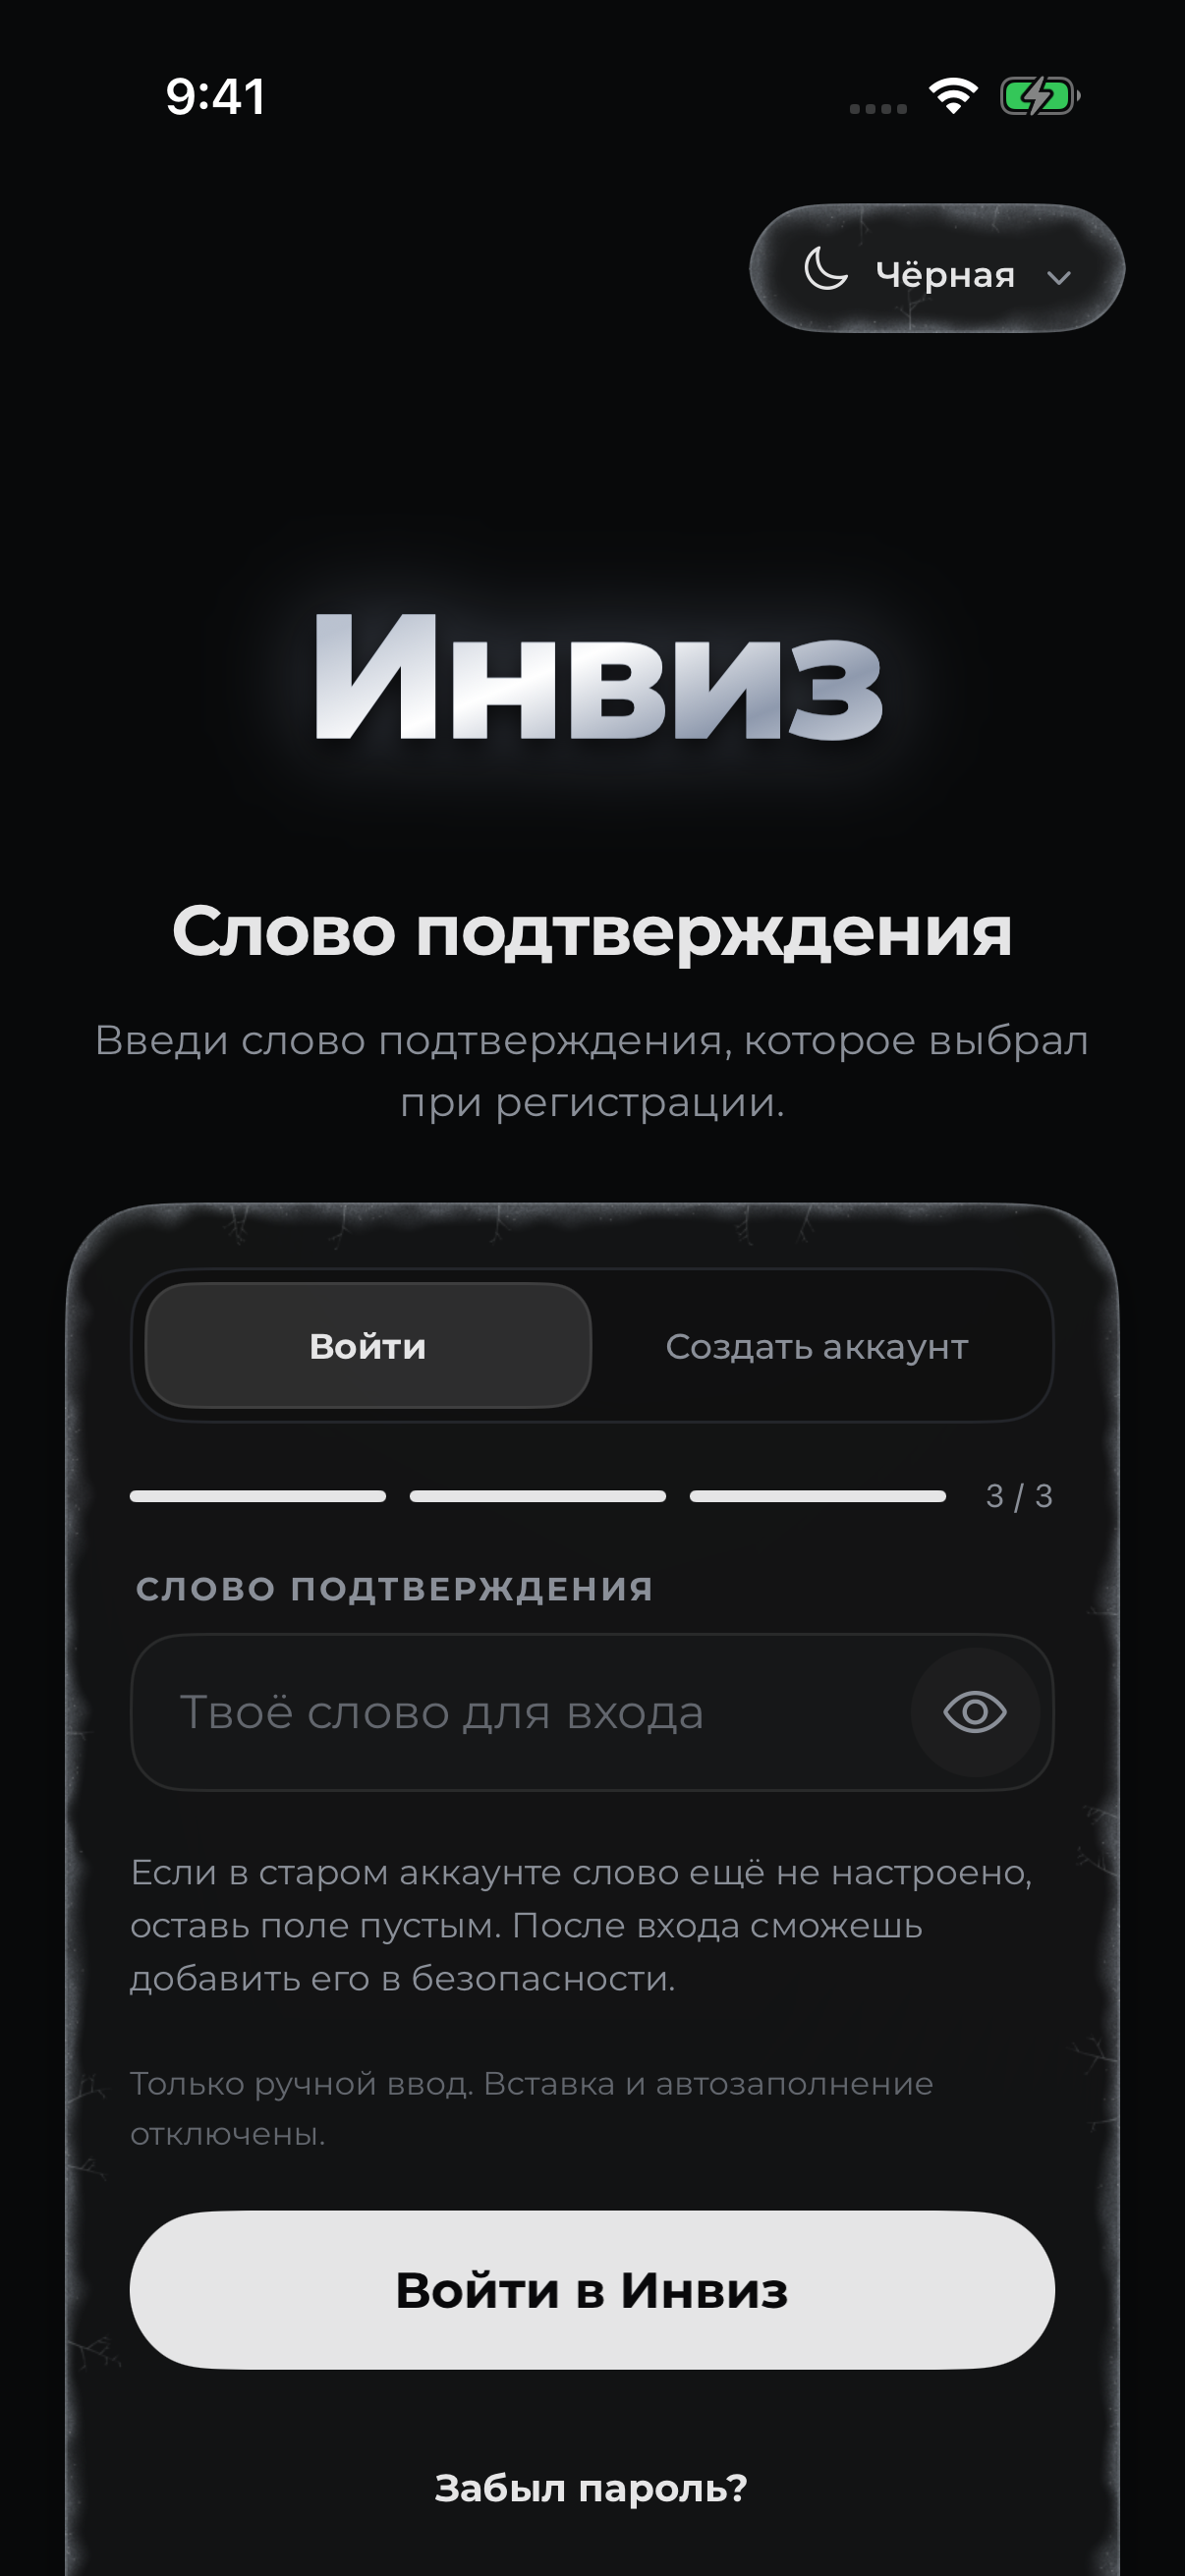 9:41
Чёрная
Инвиз
Слово подтверждения
Введи слово подтверждения, которое выбрал
при регистрации.
Войти
Создать аккаунт
3 / 3
СЛОВО ПОДТВЕРЖДЕНИЯ
Твоё слово для входа
Если в старом аккаунте слово ещё не настроено,
оставь поле пустым. После входа сможешь
добавить его в безопасности.
Только ручной ввод. Вставка и автозаполнение
отключены.
Войти в Инвиз
Забыл пароль?